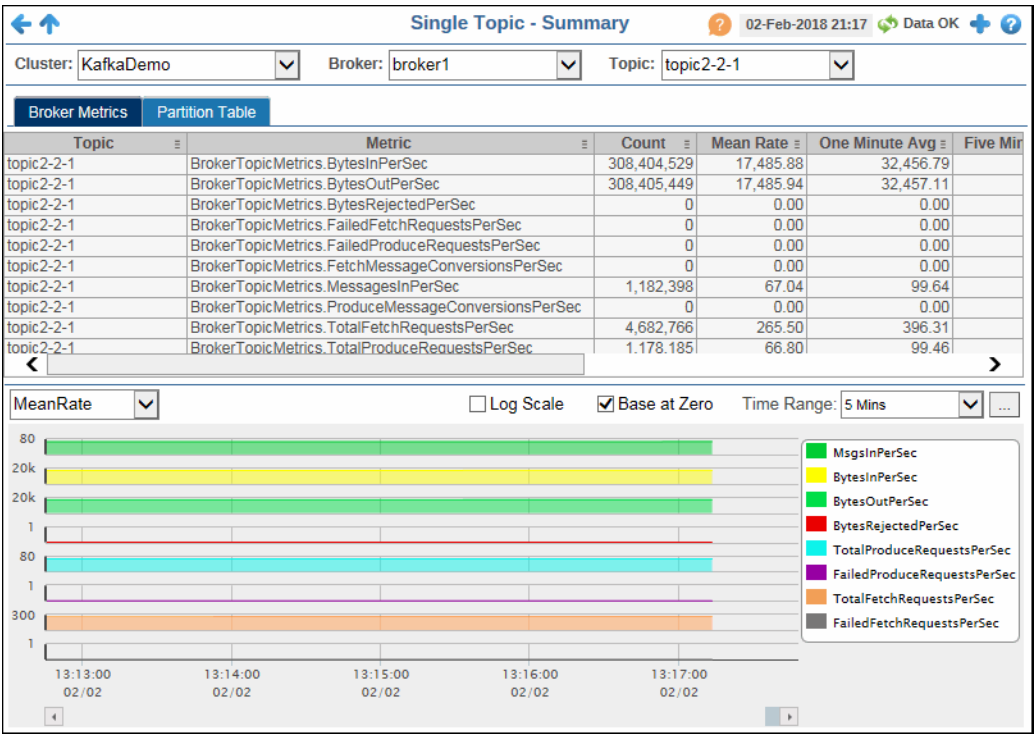 Single Topic - Summary ? 02-Feb-2018 21:17 Data OK ?
Cluster: KafkaDemo Broker: broker1 Topic: topic2-2-1
Broker Metrics Partition Table
Topic Metric Count Mean Rate One Minute Avg Five Min
topic2-2-1 BrokerTopicMetrics.BytesInPerSec 308,404,529 17,485.88 32,456.79
topic2-2-1 BrokerTopicMetrics.BytesOutPerSec 308,405,449 17,485.94 32,457.11
topic2-2-1 BrokerTopicMetrics.BytesRejectedPerSec 0 0.00 0.00
topic2-2-1 BrokerTopicMetrics.FailedFetchRequestsPerSec 0 0.00 0.00
topic2-2-1 BrokerTopicMetrics.FailedProduceRequestsPerSec 0 0.00 0.00
topic2-2-1 BrokerTopicMetrics.FetchMessageConversionsPerSec 0 0.00 0.00
topic2-2-1 BrokerTopicMetrics.MessagesInPerSec 1,182,398 67.04 99.64
topic2-2-1 BrokerTopicMetrics.ProduceMessageConversionsPerSec 0 0.00 0.00
topic2-2-1 BrokerTopicMetrics.TotalFetchRequestsPerSec 4,682,766 265.50 396.31
topic2-2-1 BrokerTopicMetrics.TotalProduceRequestsPerSec 1,178,185 66.80 99.46
MeanRate Log Scale Base at Zero Time Range: 5 Mins ...
80
20k
20k
1
80
1
300
1
13:13:00 13:14:00 13:15:00 13:16:00 13:17:00
02/02 02/02 02/02 02/02 02/02
MsgsInPerSec
BytesInPerSec
BytesOutPerSec
BytesRejectedPerSec
TotalProduceRequestsPerSec
FailedProduceRequestsPerSec
TotalFetchRequestsPerSec
FailedFetchRequestsPerSec